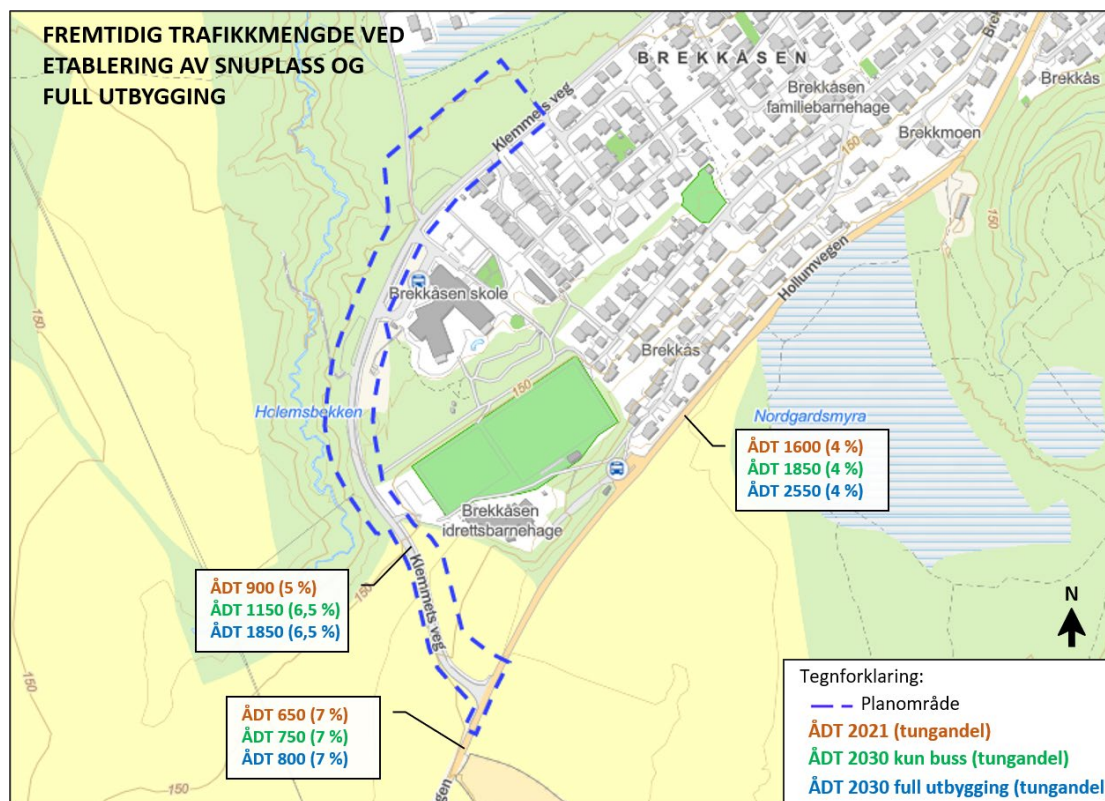 FREMTIDIG TRAFIKKMENGDE VED
ETABLERING AV SNUPLASS OG
FULL UTBYGGING
BREKKÅSEN
Brekkåsen
familiebarnehage
Brekkås
Brekkmoen
150
150
150
Klemmets veg
Brekkåsen skole
Hollumvegen
Brekkås
150
Holemsbekken
Nordgardsmyra
ÅDT 1600 (4 %)
ÅDT 1850 (4 %)
ÅDT 2550 (4 %)
Brekkåsen
idrettsbarnehage
ÅDT 900 (5 %)
ÅDT 1150 (6,5 %)
ÅDT 1850 (6,5 %)
150
Klemmets veg
N
150
ÅDT 650 (7 %)
ÅDT 750 (7 %)
ÅDT 800 (7 %)
150
Tegnforklaring:
Planområde
ÅDT 2021 (tungandel)
ÅDT 2030 kun buss (tungandel)
ÅDT 2030 full utbygging (tungandel